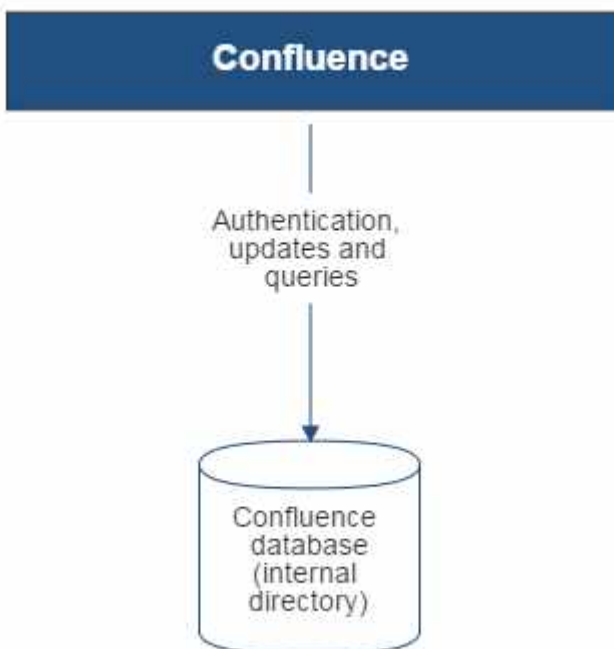 Confluence
Authentication,
updates and
queries
Confluence
database
(internal
directory)